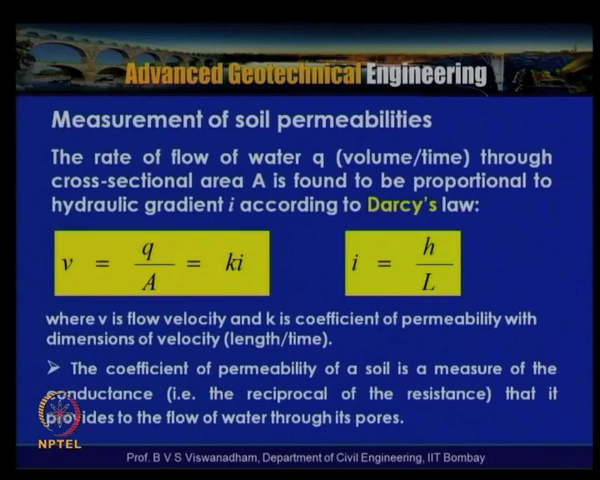 Advanced Geotechnical Engineering
Measurement of soil permeabilities
The rate of flow of water q (volume/time) through
cross-sectional area A is found to be proportional to
hydraulic gradient i according to Darcy's law:
v = q/A = ki
i = h/L
where v is flow velocity and k is coefficient of permeability with
dimensions of velocity (length/time).
➢ The coefficient of permeability of a soil is a measure of the
conductance (i.e. the reciprocal of the resistance) that it
provides to the flow of water through its pores.
NPTEL
Prof. B V S Viswanadham, Department of Civil Engineering, IIT Bombay